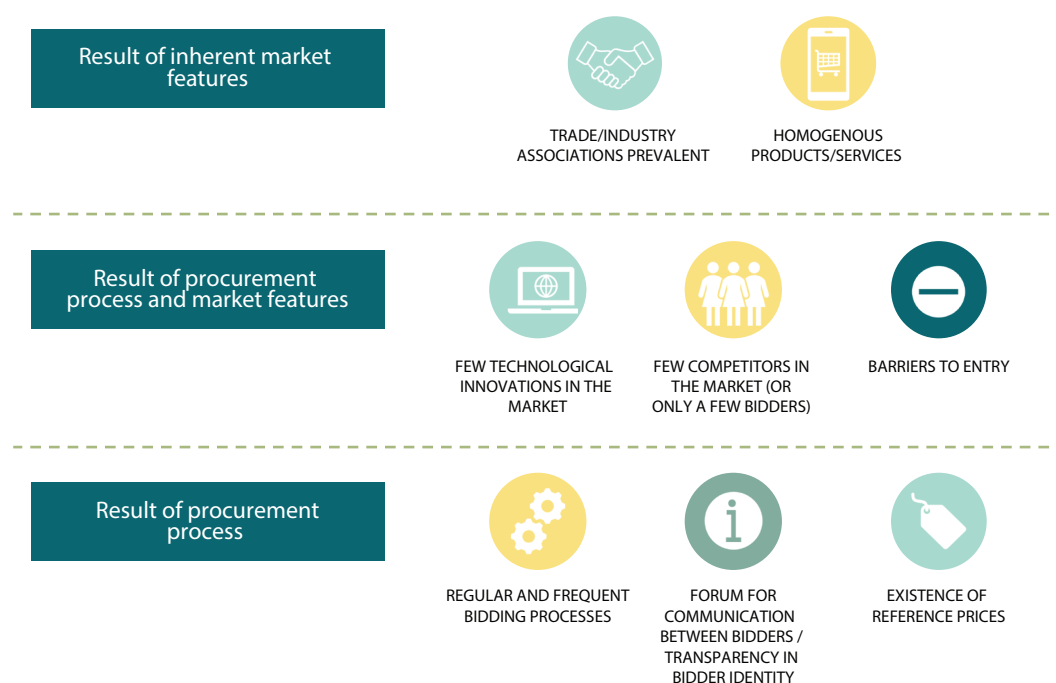 Result of inherent market
features
TRADE/INDUSTRY
ASSOCIATIONS PREVALENT
HOMOGENOUS
PRODUCTS/SERVICES
Result of procurement
process and market features
FEW TECHNOLOGICAL
INNOVATIONS IN THE
MARKET
FEW COMPETITORS IN
THE MARKET (OR
ONLY A FEW BIDDERS)
BARRIERS TO ENTRY
Result of procurement
process
REGULAR AND FREQUENT
BIDDING PROCESSES
FORUM FOR
COMMUNICATION
BETWEEN BIDDERS /
TRANSPARENCY IN
BIDDER IDENTITY
EXISTENCE OF
REFERENCE PRICES